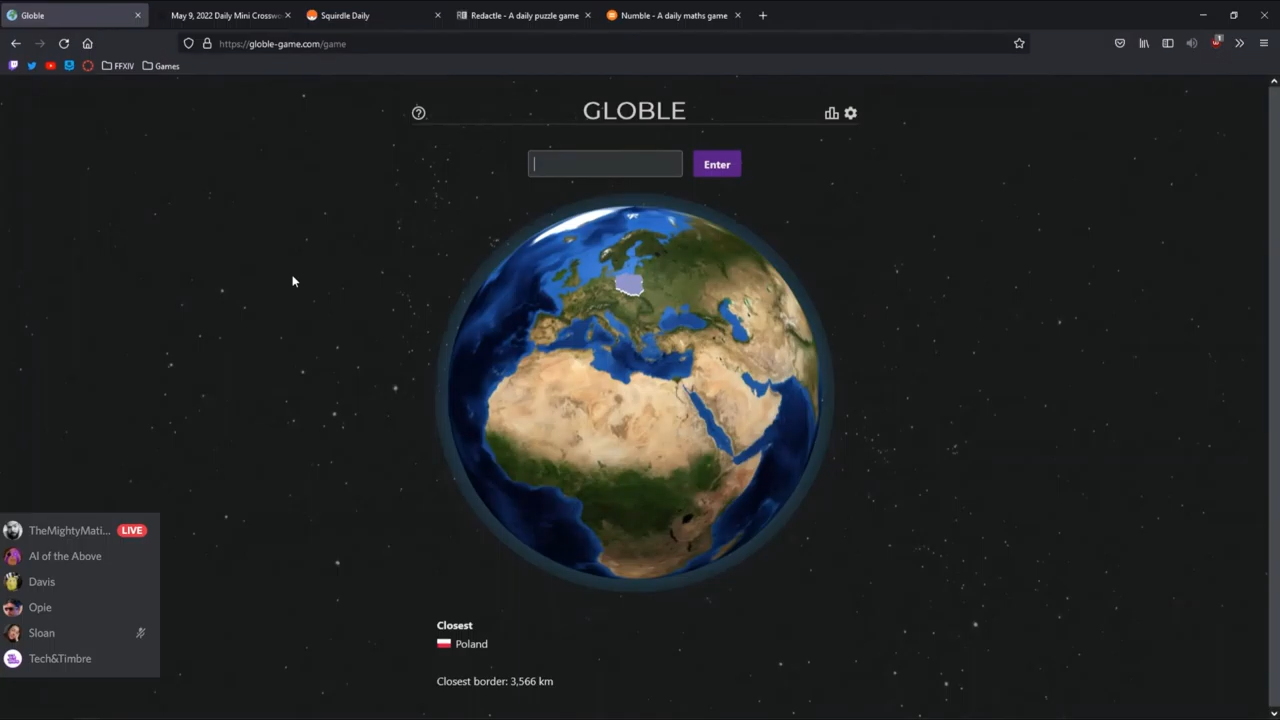 Globle
May 9, 2022 Daily Mini Crossw
Squirdle Daily
Redactle - A daily puzzle game
Numble - A daily maths game
https://globle-game.com/game
1
FFXIV
Games
GLOBLE
Enter
TheMightyMati... LIVE
Al of the Above
Davis
Opie
Sloan
Tech&Timbre
Closest
Poland
Closest border: 3,566 km